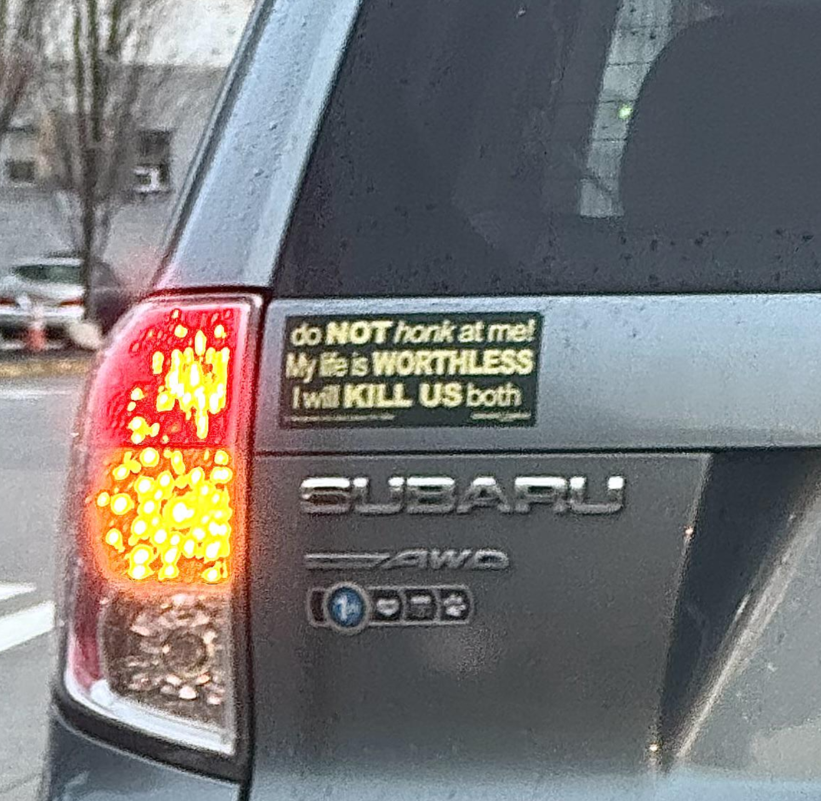 do NOT honk at me!
My life is WORTHLESS
I will KILL US both
SUBARU
AWD